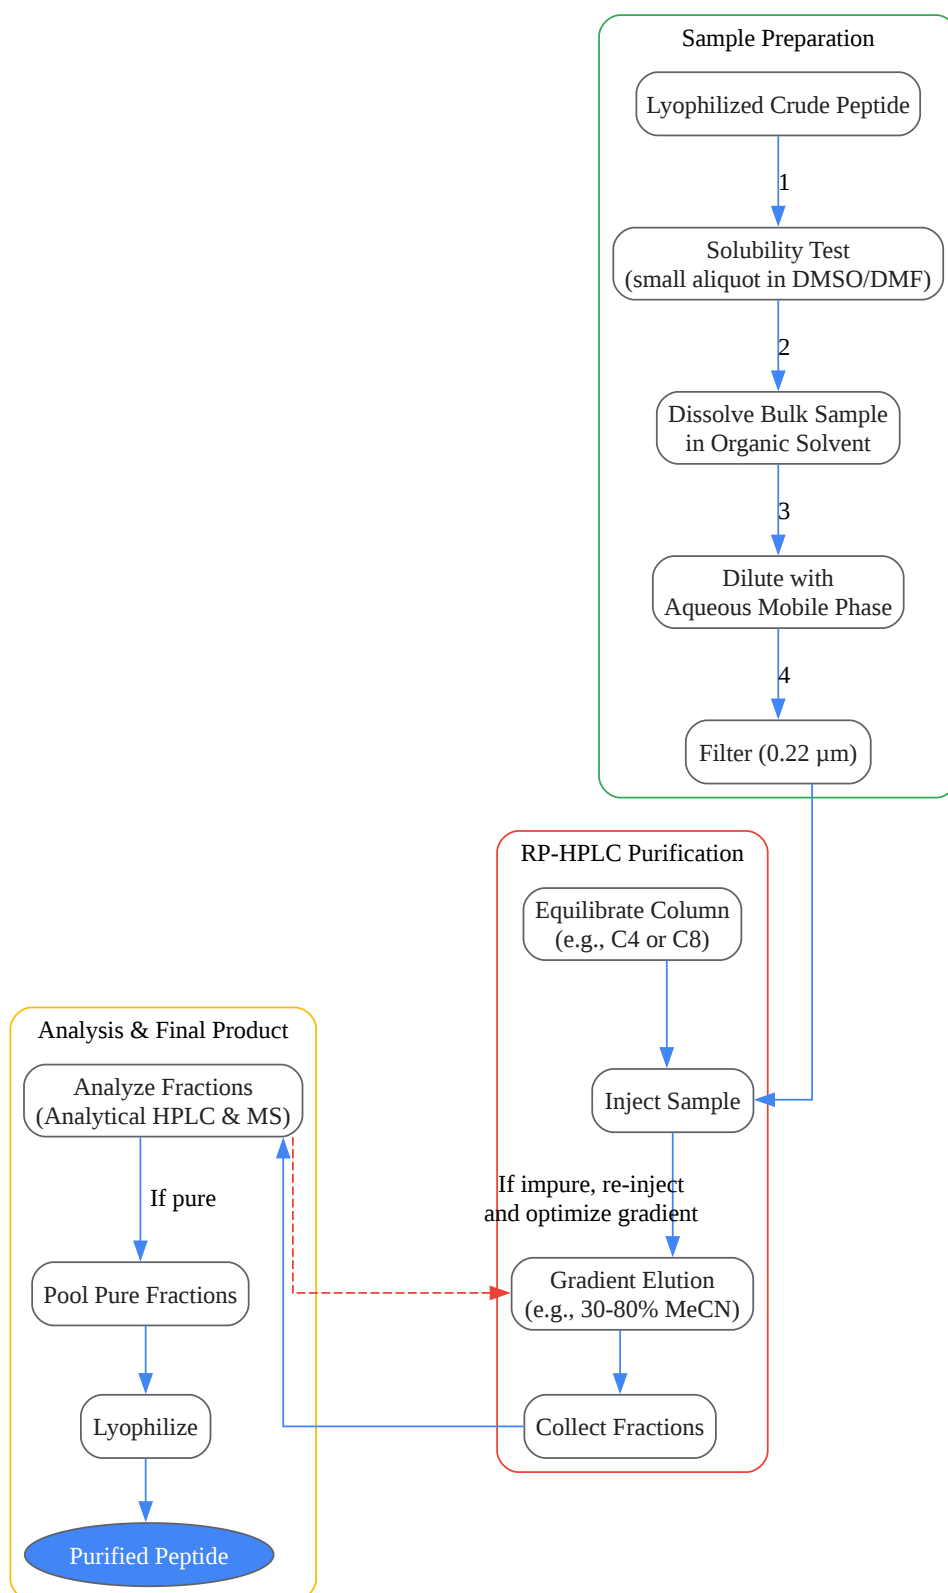 Sample Preparation
Lyophilized Crude Peptide
1
Solubility Test
(small aliquot in DMSO/DMF)
2
Dissolve Bulk Sample
in Organic Solvent
3
Dilute with
Aqueous Mobile Phase
4
Filter (0.22 µm)
RP-HPLC Purification
Equilibrate Column
(e.g., C4 or C8)
Inject Sample
If impure, re-inject
and optimize gradient
Gradient Elution
(e.g., 30-80% MeCN)
Collect Fractions
Analysis & Final Product
Analyze Fractions
(Analytical HPLC & MS)
If pure
Pool Pure Fractions
Lyophilize
Purified Peptide